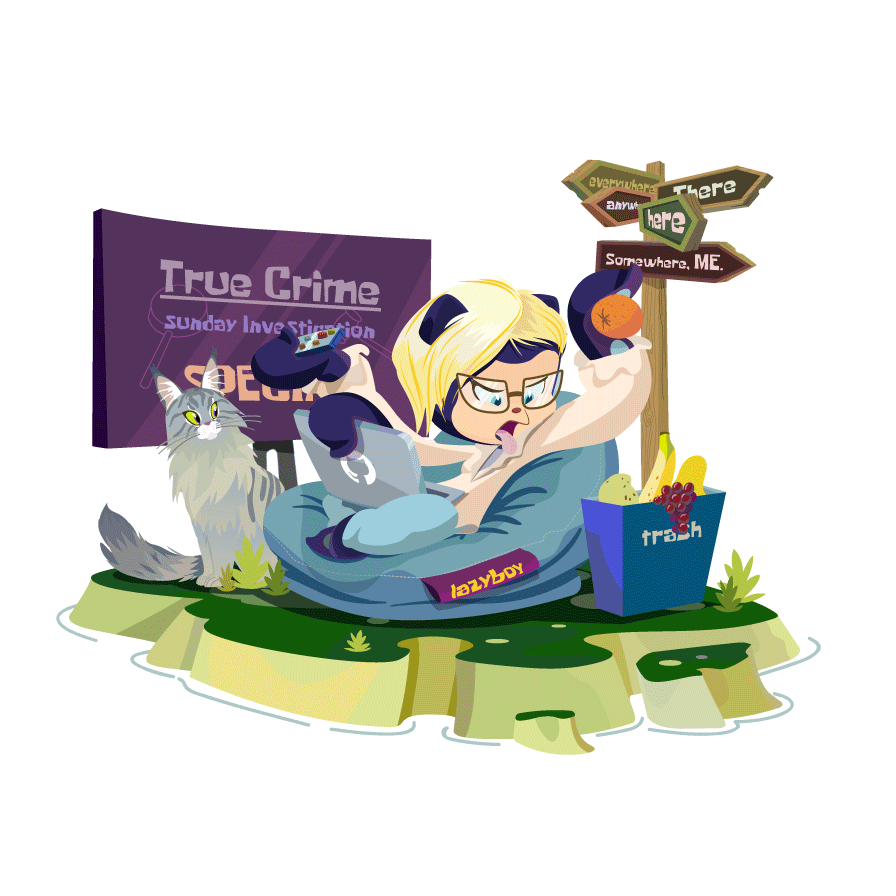 True Crime
Sunday Investigation
everywhere
There
here
Somewhere, ME.
trash
lazyboy